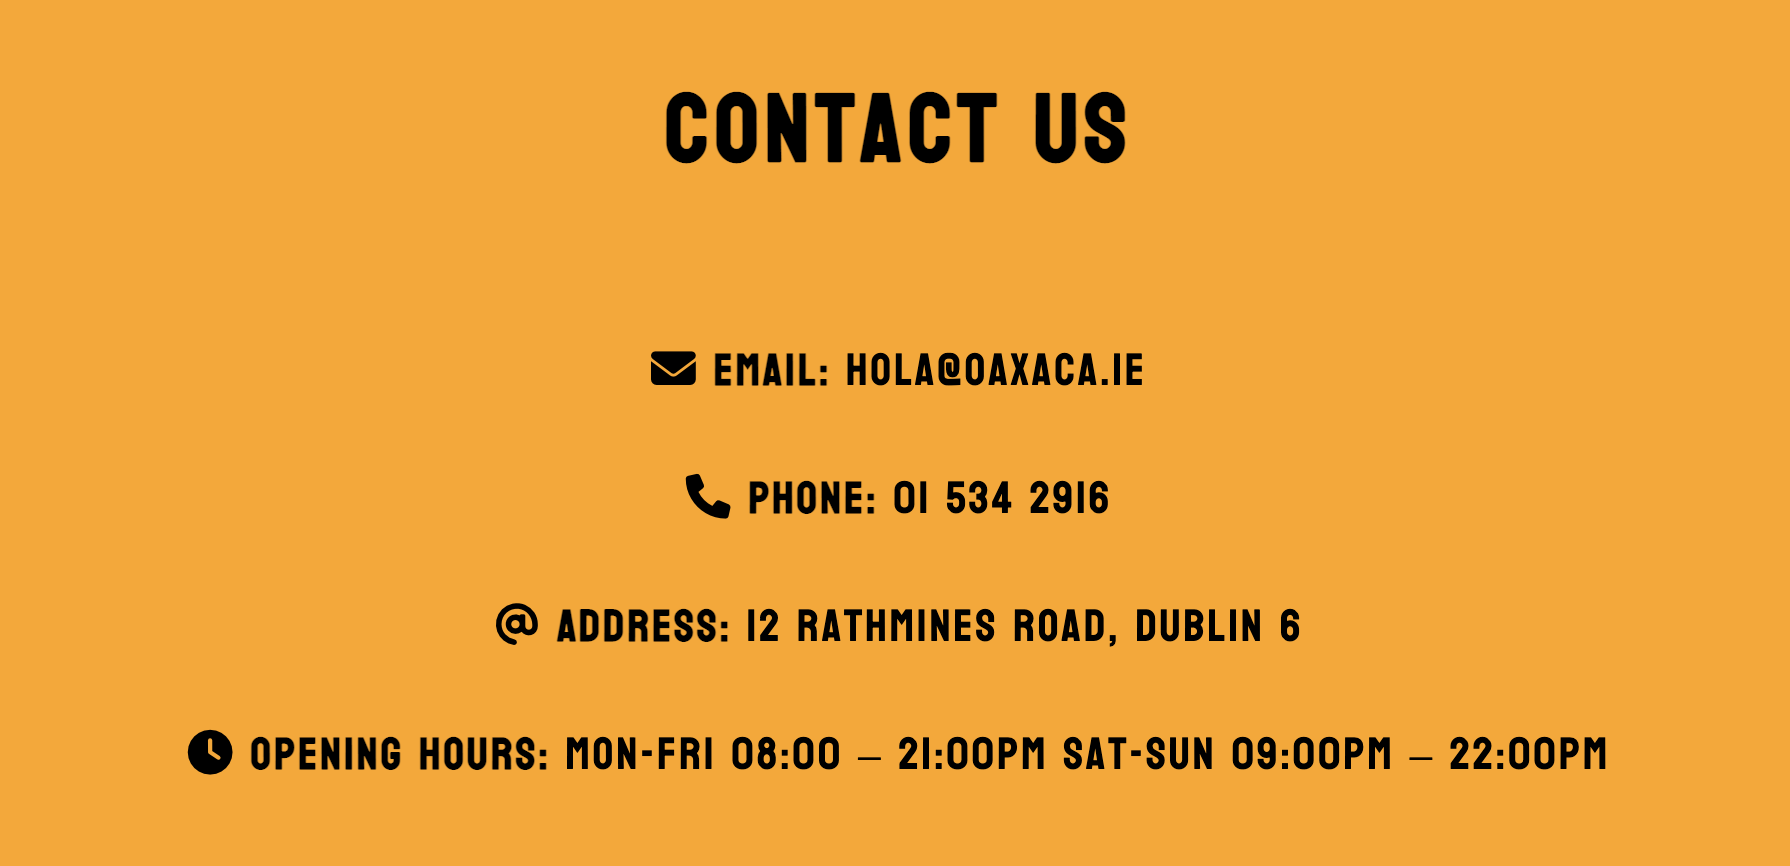 CONTACT US
EMAIL: HOLA@OAXACA.IE
PHONE: 01 534 2916
ADDRESS: 12 RATHMINES ROAD, DUBLIN 6
OPENING HOURS: MON-FRI 08:00 – 21:00PM SAT-SUN 09:00PM – 22:00PM